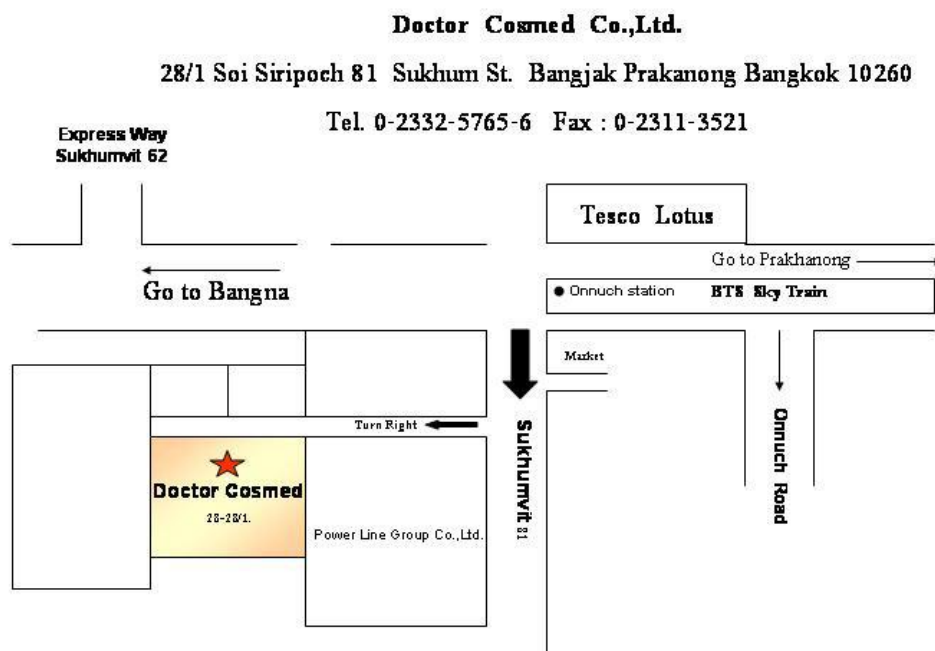 Doctor Cosmed Co.,Ltd.
28/1 Soi Siripoch 81 Sukhum St. Bangjak Prakanong Bangkok 10260
Tel. 0-2332-5765-6 Fax : 0-2311-3521
Express Way
Sukhumvit 62
Tesco Lotus
Go to Prakhanong
Go to Bangna
Onnuch station
BTS Sky Train
Market
Turn Right
Sukhumvit 81
Onnuch Road
Doctor Cosmed
28-28/1.
Power Line Group Co.,Ltd.